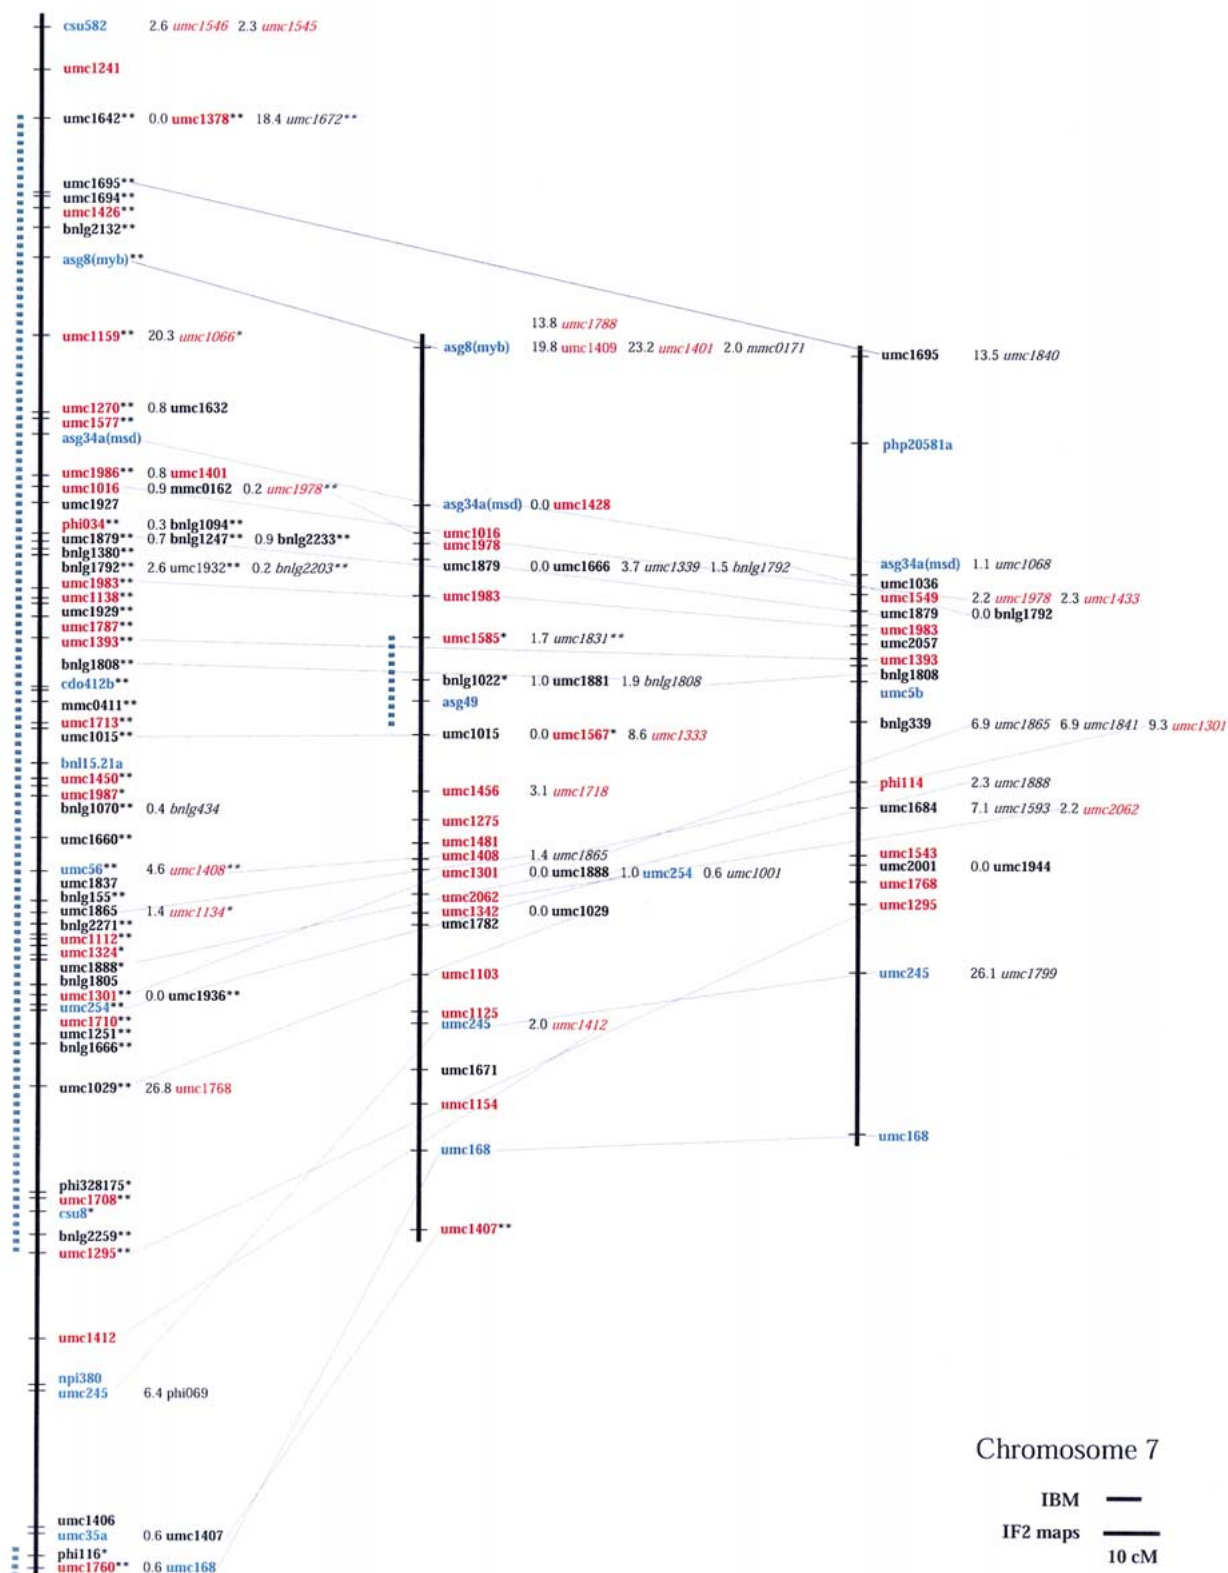 csu582 2.6 umc1546 2.3 umc1545
umc1241
umc1642** 0.0 umc1378** 18.4 umc1672**
umc1695**
umc1694**
umc1426**
bnlg2132**
asg8(myb)**
umc1159** 20.3 umc1066*
umc1270** 0.8 umc1632
umc1577**
asg34a(msd)
umc1986** 0.8 umc1401
umc1016 0.9 mmc0162 0.2 umc1978**
umc1927
phi034** 0.3 bnlg1094**
umc1879** 0.7 bnlg1247** 0.9 bnlg2233**
bnlg1380**
bnlg1792** 2.6 umc1932** 0.2 bnlg2203**
umc1983**
umc1138**
umc1929**
umc1787**
umc1393**
bnlg1808**
cdo412b**
mmc0411**
umc1713**
umc1015**
bnl15.21a
umc1450**
umc1987*
bnlg1070** 0.4 bnlg434
umc1660**
umc56** 4.6 umc1408**
umc1837
bnlg155**
umc1865 1.4 umc1134*
bnlg2271**
umc1112**
umc1324*
umc1888*
bnlg1805
umc1301** 0.0 umc1936**
umc254**
umc1710**
umc1251**
bnlg1666**
umc1029** 26.8 umc1768
phi328175*
umc1708**
csu8*
bnlg2259**
umc1295**
umc1412
npi380
umc245 6.4 phi069
umc1406
umc35a 0.6 umc1407
phi116*
umc1760** 0.6 umc168
13.8 umc1788
asg8(myb) 19.8 umc1409 23.2 umc1401 2.0 mmc0171
asg34a(msd) 0.0 umc1428
umc1016
umc1978
umc1879 0.0 umc1666 3.7 umc1339 1.5 bnlg1792
umc1983
umc1585* 1.7 umc1831**
bnlg1022* 1.0 umc1881 1.9 bnlg1808
asg49
umc1015 0.0 umc1567* 8.6 umc1333
umc1456 3.1 umc1718
umc1275
umc1481
umc1408 1.4 umc1865
umc1301 0.0 umc1888 1.0 umc254 0.6 umc1001
umc2062
umc1342 0.0 umc1029
umc1782
umc1103
umc1125
umc245 2.0 umc1412
umc1671
umc1154
umc168
umc1407**
umc1695 13.5 umc1840
php20581a
asg34a(msd) 1.1 umc1068
umc1036
umc1549 2.2 umc1978 2.3 umc1433
umc1879 0.0 bnlg1792
umc1983
umc2057
umc1393
bnlg1808
umc5b
bnlg339 6.9 umc1865 6.9 umc1841 9.3 umc1301
phi114 2.3 umc1888
umc1684 7.1 umc1593 2.2 umc2062
umc1543
umc2001 0.0 umc1944
umc1768
umc1295
umc245 26.1 umc1799
umc168
Chromosome 7
IBM
IF2 maps
10 cM